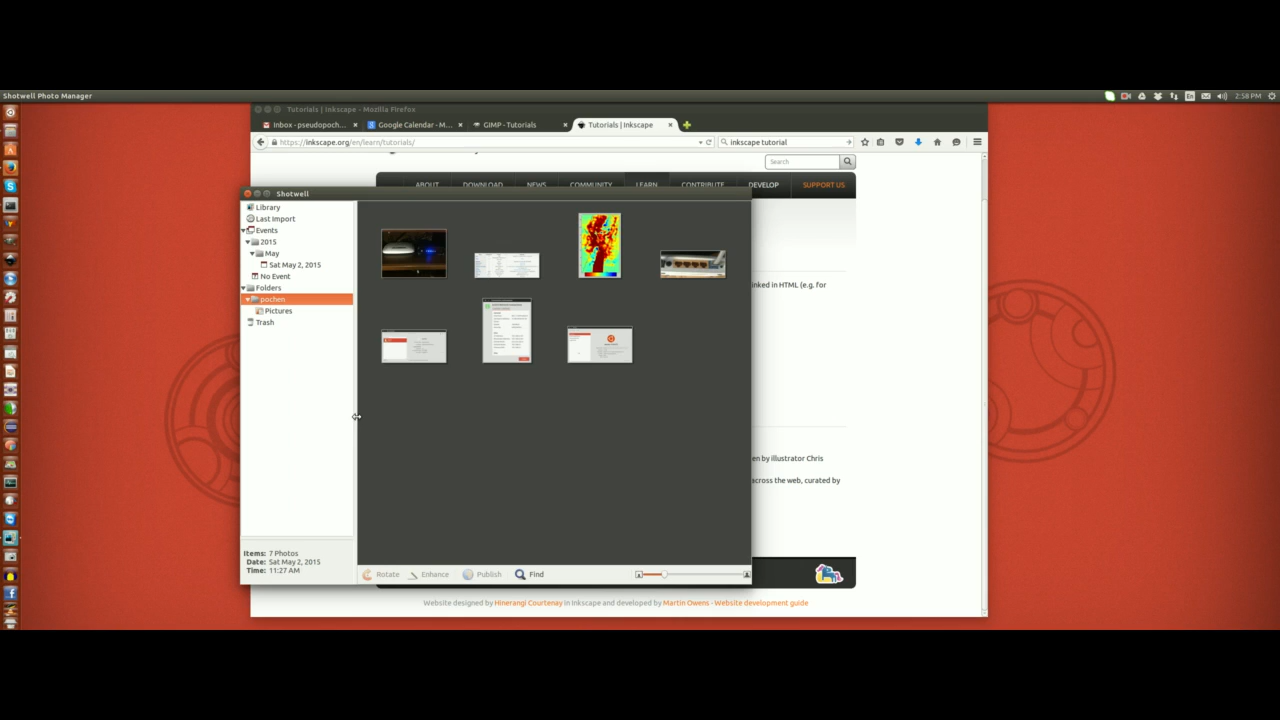 Shotwell Photo Manager
En
2:58 PM
Tutorials | Inkscape - Mozilla Firefox
Inbox - pseudopoch...
Google Calendar - M...
GIMP - Tutorials
Tutorials | Inkscape
https://inkscape.org/en/learn/tutorials/
inkscape tutorial
Search
ABOUT
DOWNLOAD
NEWS
COMMUNITY
LEARN
CONTRIBUTE
DEVELOP
SUPPORT US
Shotwell
Library
Last Import
Events
2015
May
Sat May 2, 2015
No Event
Folders
pochen
Pictures
Trash
inked in HTML (e.g. for
en by illustrator Chris
across the web, curated by
Items: 7 Photos
Date: Sat May 2, 2015
Time: 11:27 AM
Rotate
Enhance
Publish
Find
Website designed by Hinerangi Courtenay in Inkscape and developed by Martin Owens - Website development guide